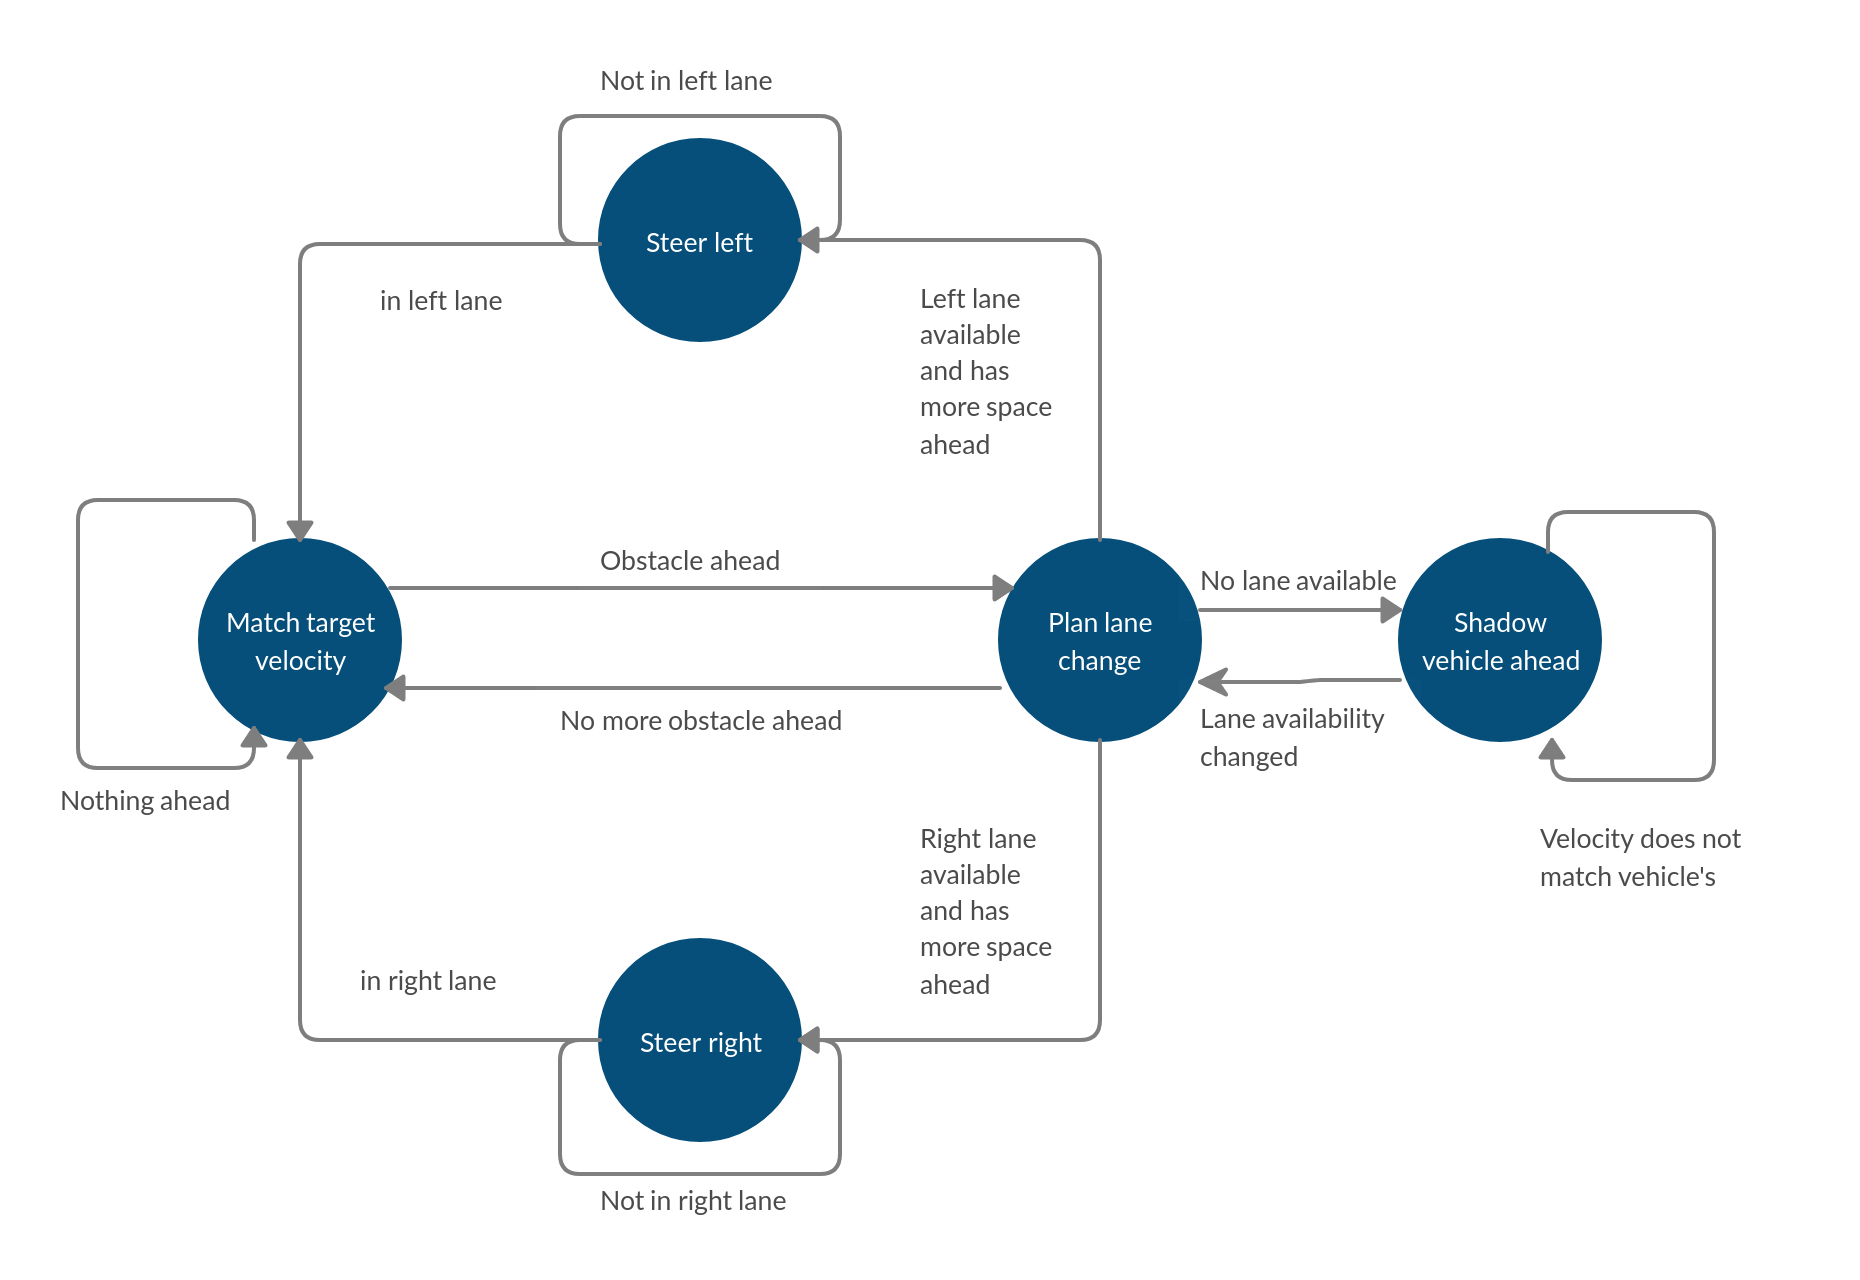 Not in left lane
Steer left
in left lane
Left lane
available
and has
more space
ahead
Obstacle ahead
No lane available
Match target
velocity
Plan lane
change
Shadow
vehicle ahead
No more obstacle ahead
Lane availability
changed
Nothing ahead
Right lane
available
and has
more space
ahead
Velocity does not
match vehicle's
in right lane
Steer right
Not in right lane